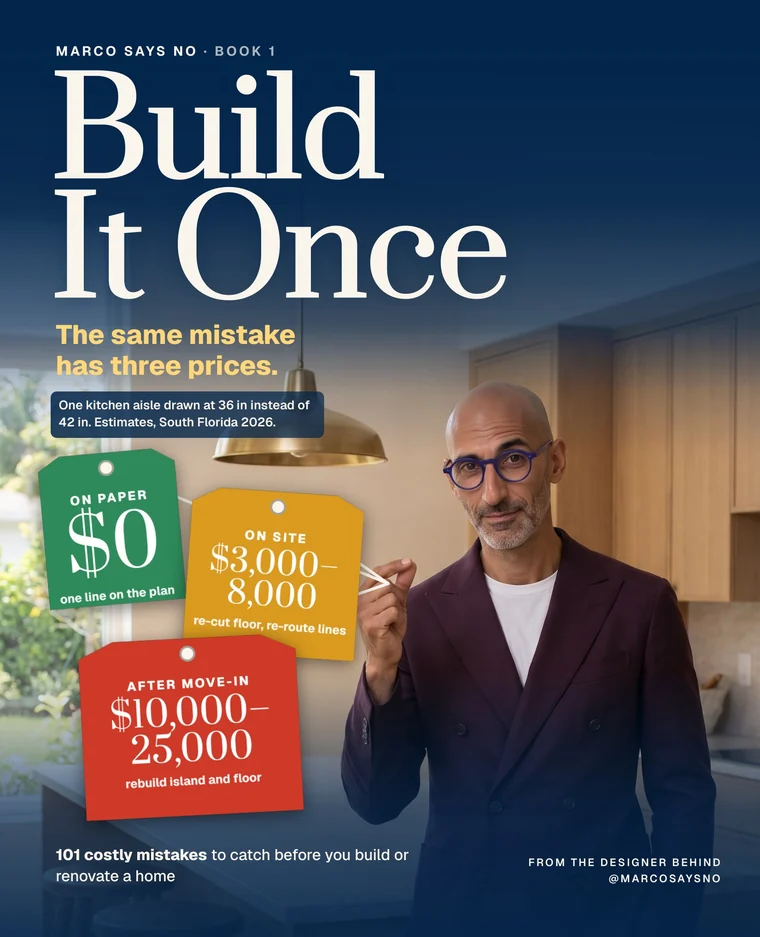 MARCO SAYS NO · BOOK 1
Build
It Once
The same mistake
has three prices.
One kitchen aisle drawn at 36 in instead of
42 in. Estimates, South Florida 2026.
ON PAPER
$0
one line on the plan
ON SITE
$3,000–
8,000
re-cut floor, re-route lines
AFTER MOVE-IN
$10,000–
25,000
rebuild island and floor
101 costly mistakes to catch before you build or
renovate a home
FROM THE DESIGNER BEHIND
@MARCOSAYSNO